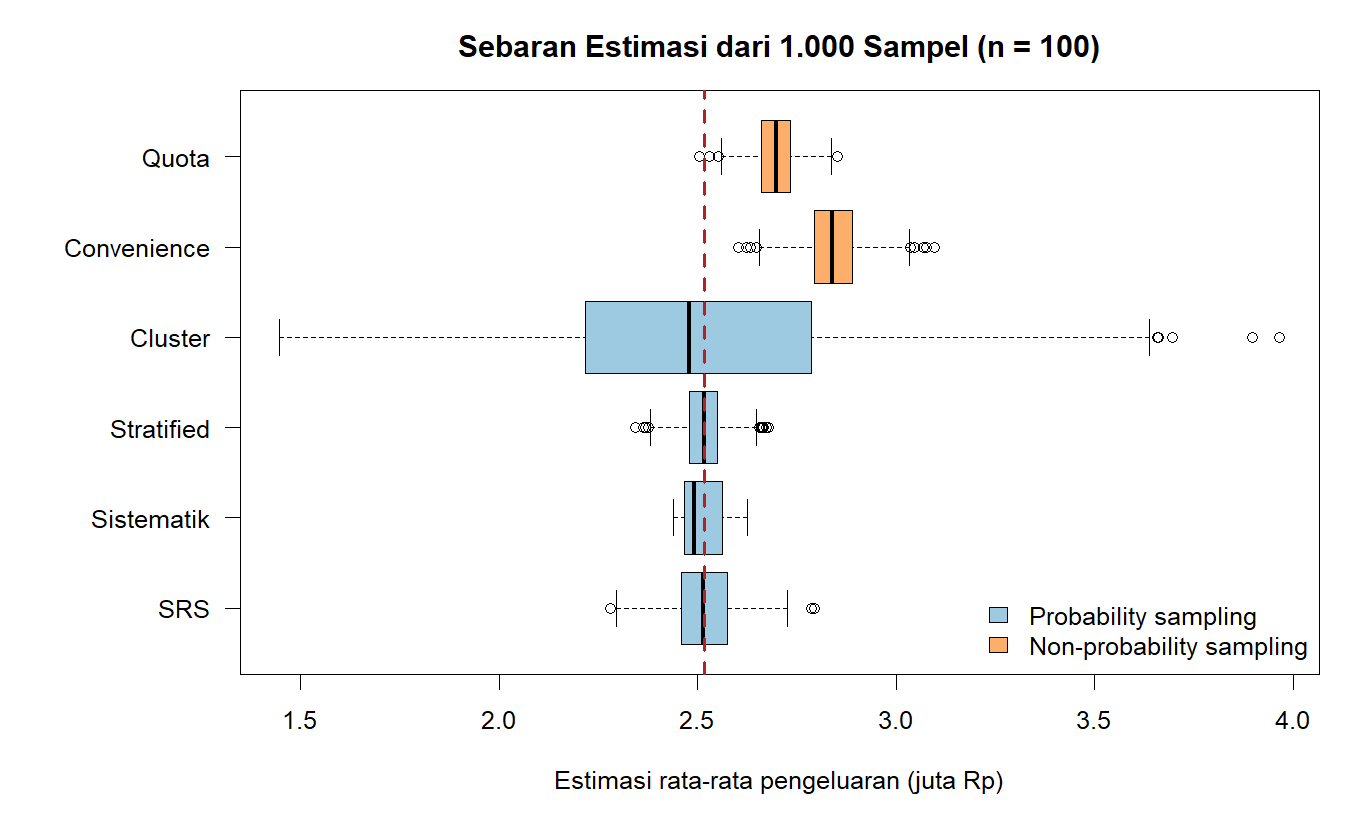 Sebaran Estimasi dari 1.000 Sampel (n = 100)
Quota
Convenience
Cluster
Stratified
Sistematik
SRS
Probability sampling
Non-probability sampling
1.5 2.0 2.5 3.0 3.5 4.0
Estimasi rata-rata pengeluaran (juta Rp)